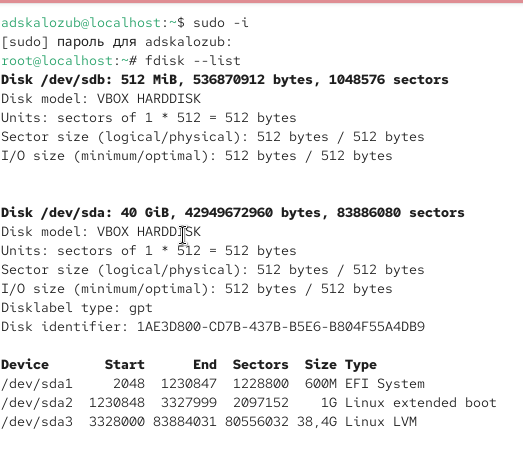 adskalozub@localhost:~$ sudo -i
[sudo] пароль для adskalozub:
root@localhost:~# fdisk --list
Disk /dev/sdb: 512 MiB, 536870912 bytes, 1048576 sectors
Disk model: VBOX HARDDISK
Units: sectors of 1 * 512 = 512 bytes
Sector size (logical/physical): 512 bytes / 512 bytes
I/O size (minimum/optimal): 512 bytes / 512 bytes
Disk /dev/sda: 40 GiB, 42949672960 bytes, 83886080 sectors
Disk model: VBOX HARDDISK
Units: sectors of 1 * 512 = 512 bytes
Sector size (logical/physical): 512 bytes / 512 bytes
I/O size (minimum/optimal): 512 bytes / 512 bytes
Disklabel type: gpt
Disk identifier: 1AE3D800-CD7B-437B-B5E6-B804F55A4DB9
Device Start End Sectors Size Type
/dev/sda1 2048 1230847 1228800 600M EFI System
/dev/sda2 1230848 3327999 2097152 1G Linux extended boot
/dev/sda3 3328000 83884031 80556032 38,4G Linux LVM